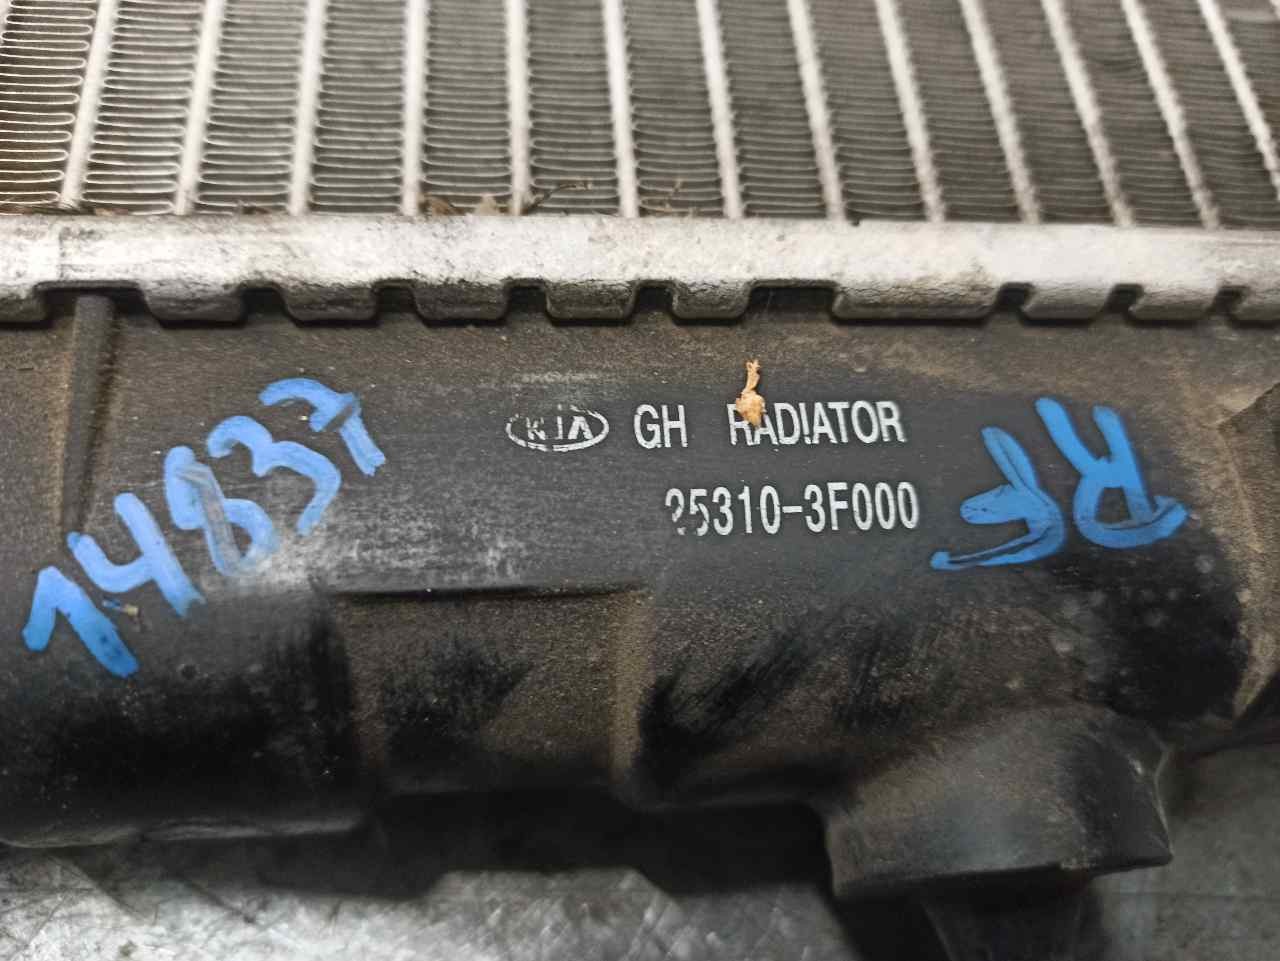 KIA GH RADIATOR
25310-3F000
14837
RF